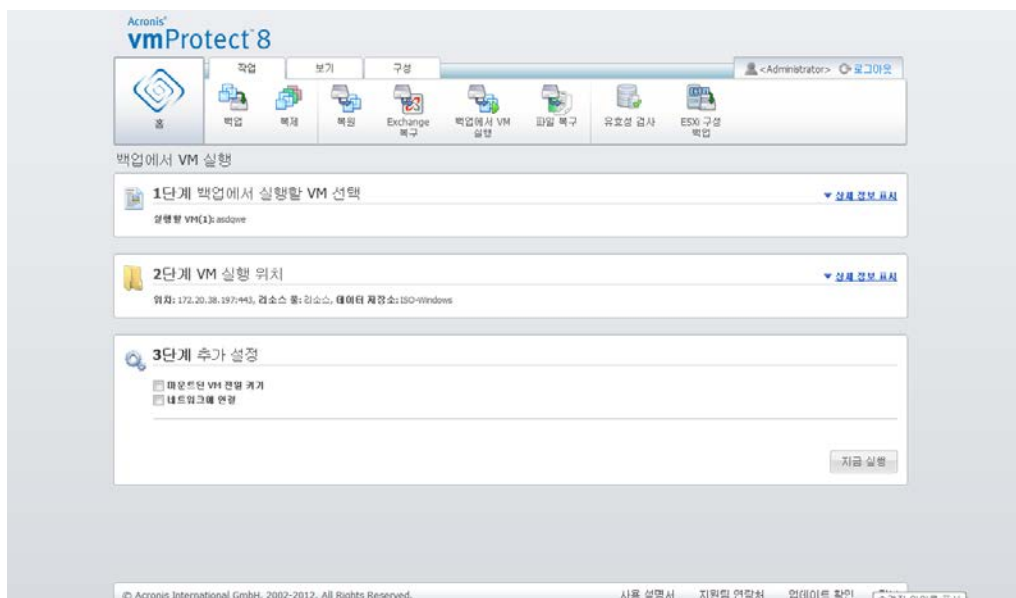 Acronis®
vmProtect™8
작업 보기 구성 <Administrator> 로그아웃
홈 백업 복제 복원 Exchange 복구 백업에서 VM 실행 파일 복구 유효성 검사 ESXi 구성 백업
백업에서 VM 실행
1단계 백업에서 실행할 VM 선택 상세 정보 표시
실행할 VM(1): asdqwe
2단계 VM 실행 위치 상세 정보 표시
위치: 172.20.38.197:443, 리소스 풀: 리소스, 데이터 저장소: ISO-Windows
3단계 추가 설정
마운트된 VM 전원 켜기
네트워크에 연결
지금 실행
© Acronis International GmbH, 2002-2012. All Rights Reserved. 사용 설명서 지원팀 연락처 업데이트 확인